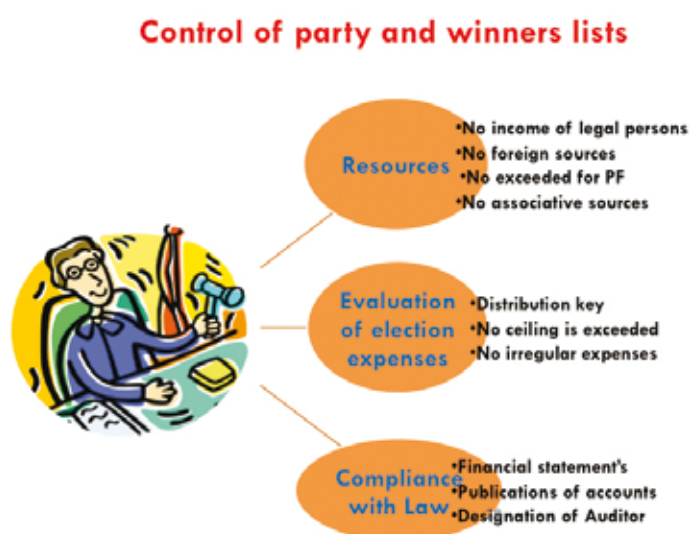 Control of party and winners lists
Resources
•No income of legal persons
•No foreign sources
•No exceeded for PF
•No associative sources
Evaluation
of election
expenses
•Distribution key
•No ceiling is exceeded
•No irregular expenses
Compliance
with Law
•Financial statement's
•Publications of accounts
•Designation of Auditor